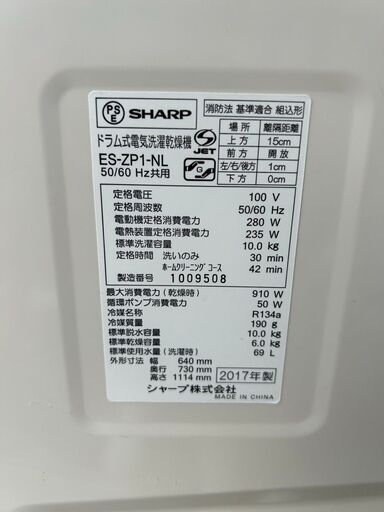 PSE SHARP
ドラム式電気洗濯乾燥機
ES-ZP1-NL
50/60 Hz共用
S-JET
G
消防法 基準適合 組込形
場所 離隔距離
上方 15cm
前方 開放
左/右/後方 1cm
下方 0cm
定格電圧 100 V
定格周波数 50/60 Hz
電動機定格消費電力 280 W
電熱装置定格消費電力 235 W
標準洗濯容量 10.0 kg
定格時間 洗いのみ 30 min
ホームクリーニングコース 42 min
製造番号 1009508
最大消費電力(乾燥時) 910 W
循環ポンプ消費電力 50 W
冷媒名称 R134a
冷媒質量 190 g
標準脱水容量 10.0 kg
標準乾燥容量 6.0 kg
標準使用水量(洗濯時) 69 L
外形寸法 幅 640 mm
奥行 730 mm
高さ 1114 mm
2017年製
シャープ株式会社
MADE IN CHINA